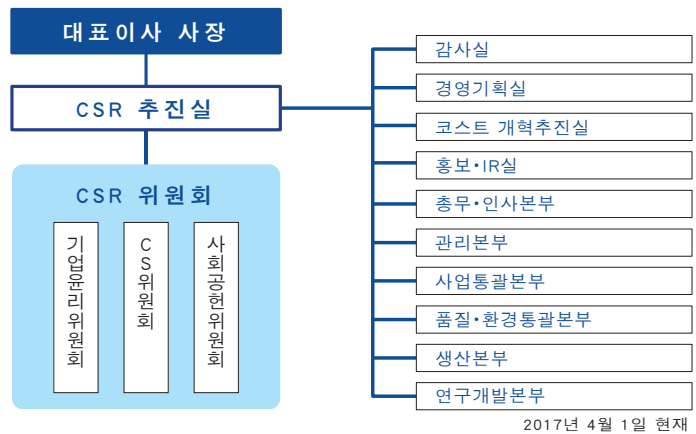 대표이사 사장
CSR 추진실
CSR 위원회
기업윤리위원회
CS위원회
사회공헌위원회
감사실
경영기획실
코스트 개혁추진실
홍보•IR실
총무•인사본부
관리본부
사업통괄본부
품질•환경통괄본부
생산본부
연구개발본부
2017년 4월 1일 현재